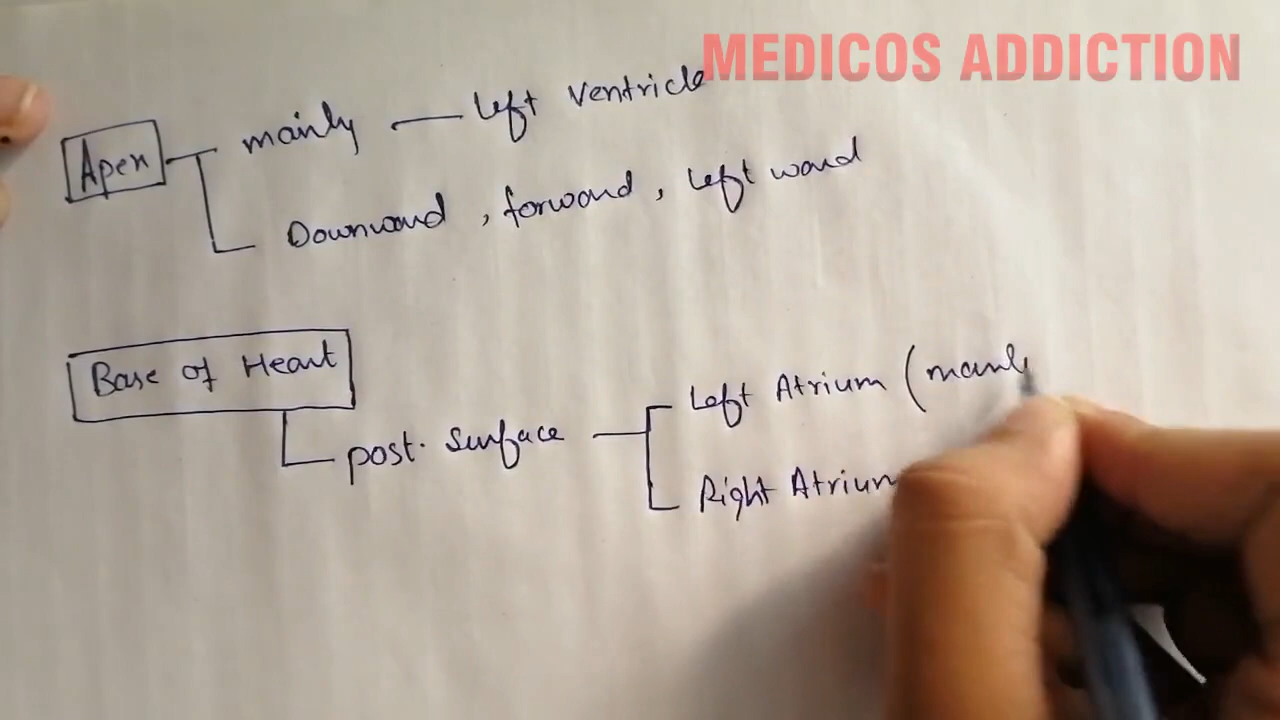 MEDICOS ADDICTION
Apex mainly — Left Ventricle
Downward, forward, Left ward
Base of Heart
post. Surface Left Atrium (mainl
Right Atrium